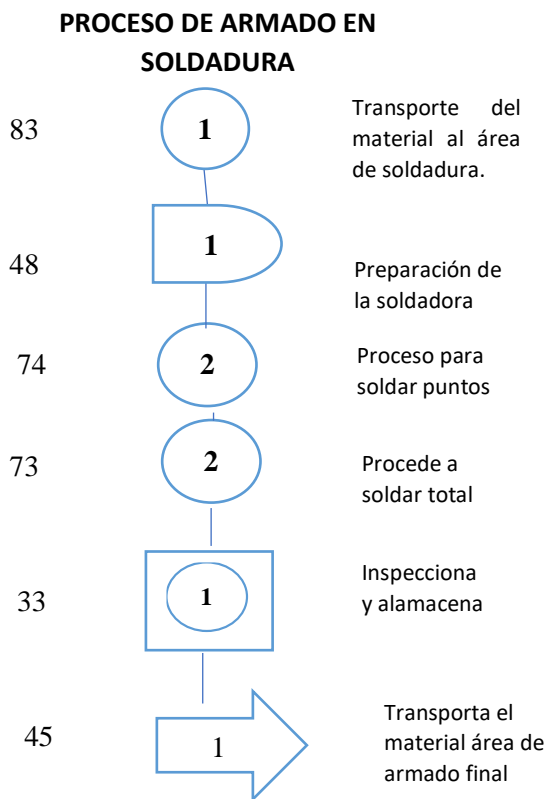 PROCESO DE ARMADO EN
SOLDADURA
83
1
Transporte del
material al área
de soldadura.
48
1
Preparación de
la soldadora
74
2
Proceso para
soldar puntos
73
2
Procede a
soldar total
33
1
Inspecciona
y alamacena
45
1
Transporta el
material área de
armado final